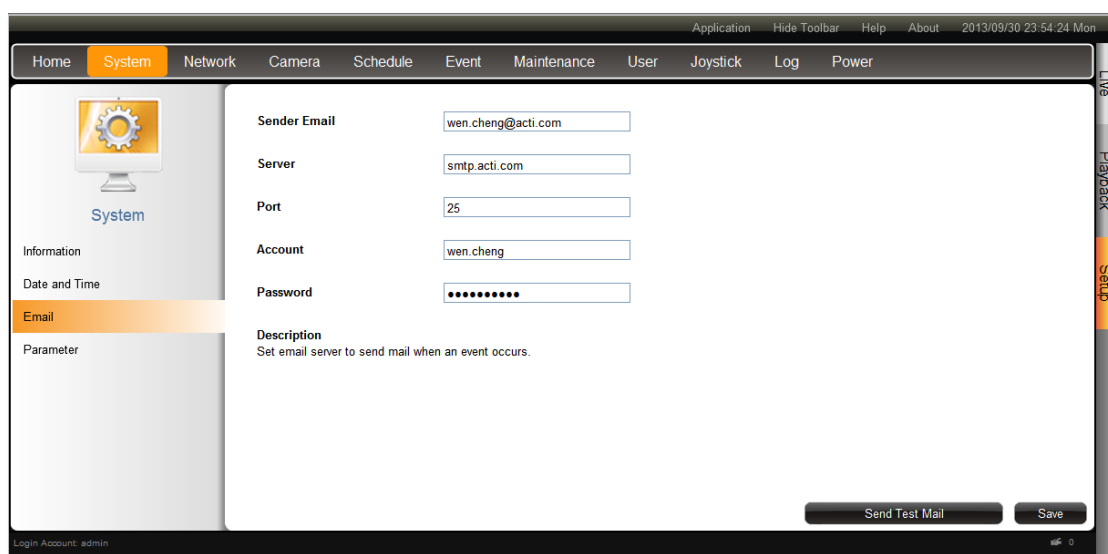 Application Hide Toolbar Help About 2013/09/30 23:54:24 Mon
Home System Network Camera Schedule Event Maintenance User Joystick Log Power
Live
Playback
Setup
System
Information
Date and Time
Email
Parameter
Sender Email wen.cheng@acti.com
Server smtp.acti.com
Port 25
Account wen.cheng
Password ••••••••••
Description
Set email server to send mail when an event occurs.
Send Test Mail Save
Login Account: admin 0